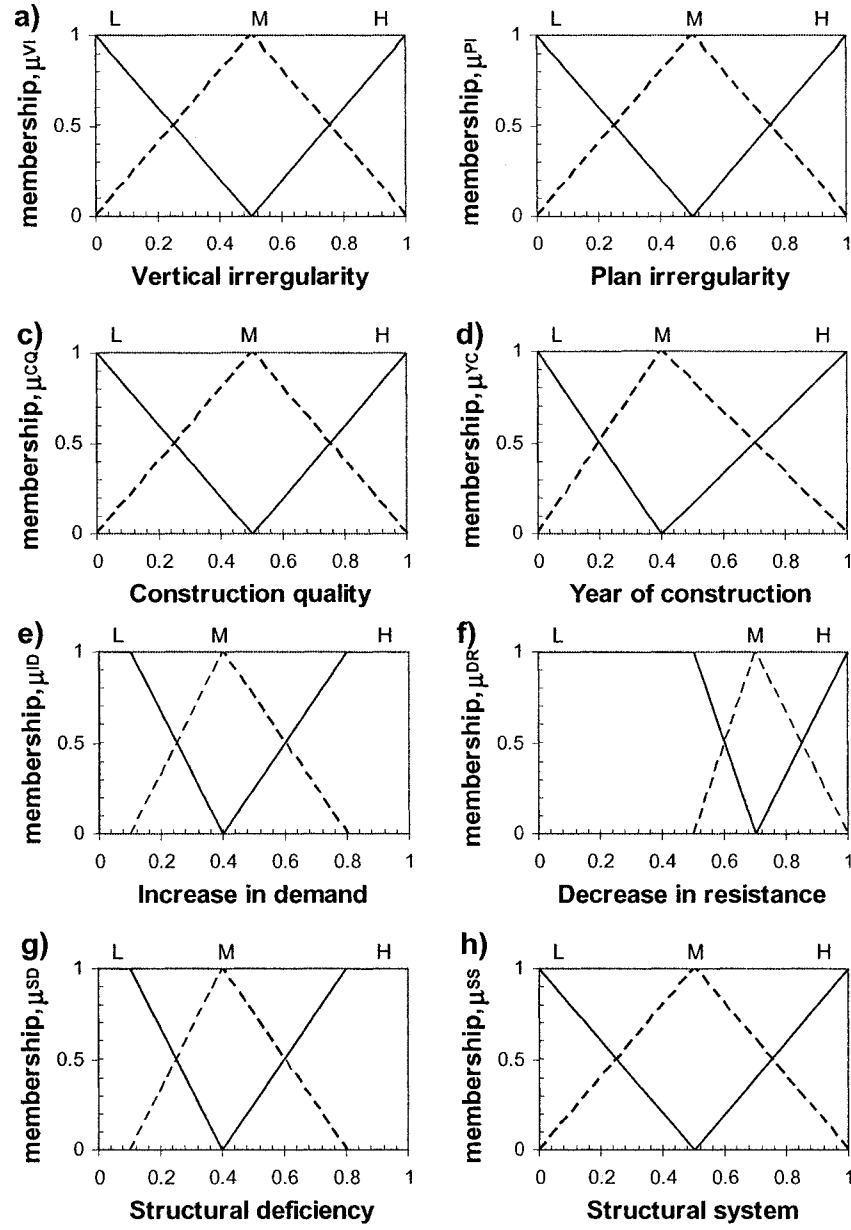 a)
L M H
membership, μVI
1
0.5
0
0 0.2 0.4 0.6 0.8 1
Vertical irrergularity
L M H
membership, μPI
1
0.5
0
0 0.2 0.4 0.6 0.8 1
Plan irrergularity
c)
L M H
membership, μCQ
1
0.5
0
0 0.2 0.4 0.6 0.8 1
Construction quality
d)
L M H
membership, μYC
1
0.5
0
0 0.2 0.4 0.6 0.8 1
Year of construction
e)
L M H
membership, μID
1
0.5
0
0 0.2 0.4 0.6 0.8 1
Increase in demand
f)
L M H
membership, μDR
1
0.5
0
0 0.2 0.4 0.6 0.8 1
Decrease in resistance
g)
L M H
membership, μSD
1
0.5
0
0 0.2 0.4 0.6 0.8 1
Structural deficiency
h)
L M H
membership, μSS
1
0.5
0
0 0.2 0.4 0.6 0.8 1
Structural system